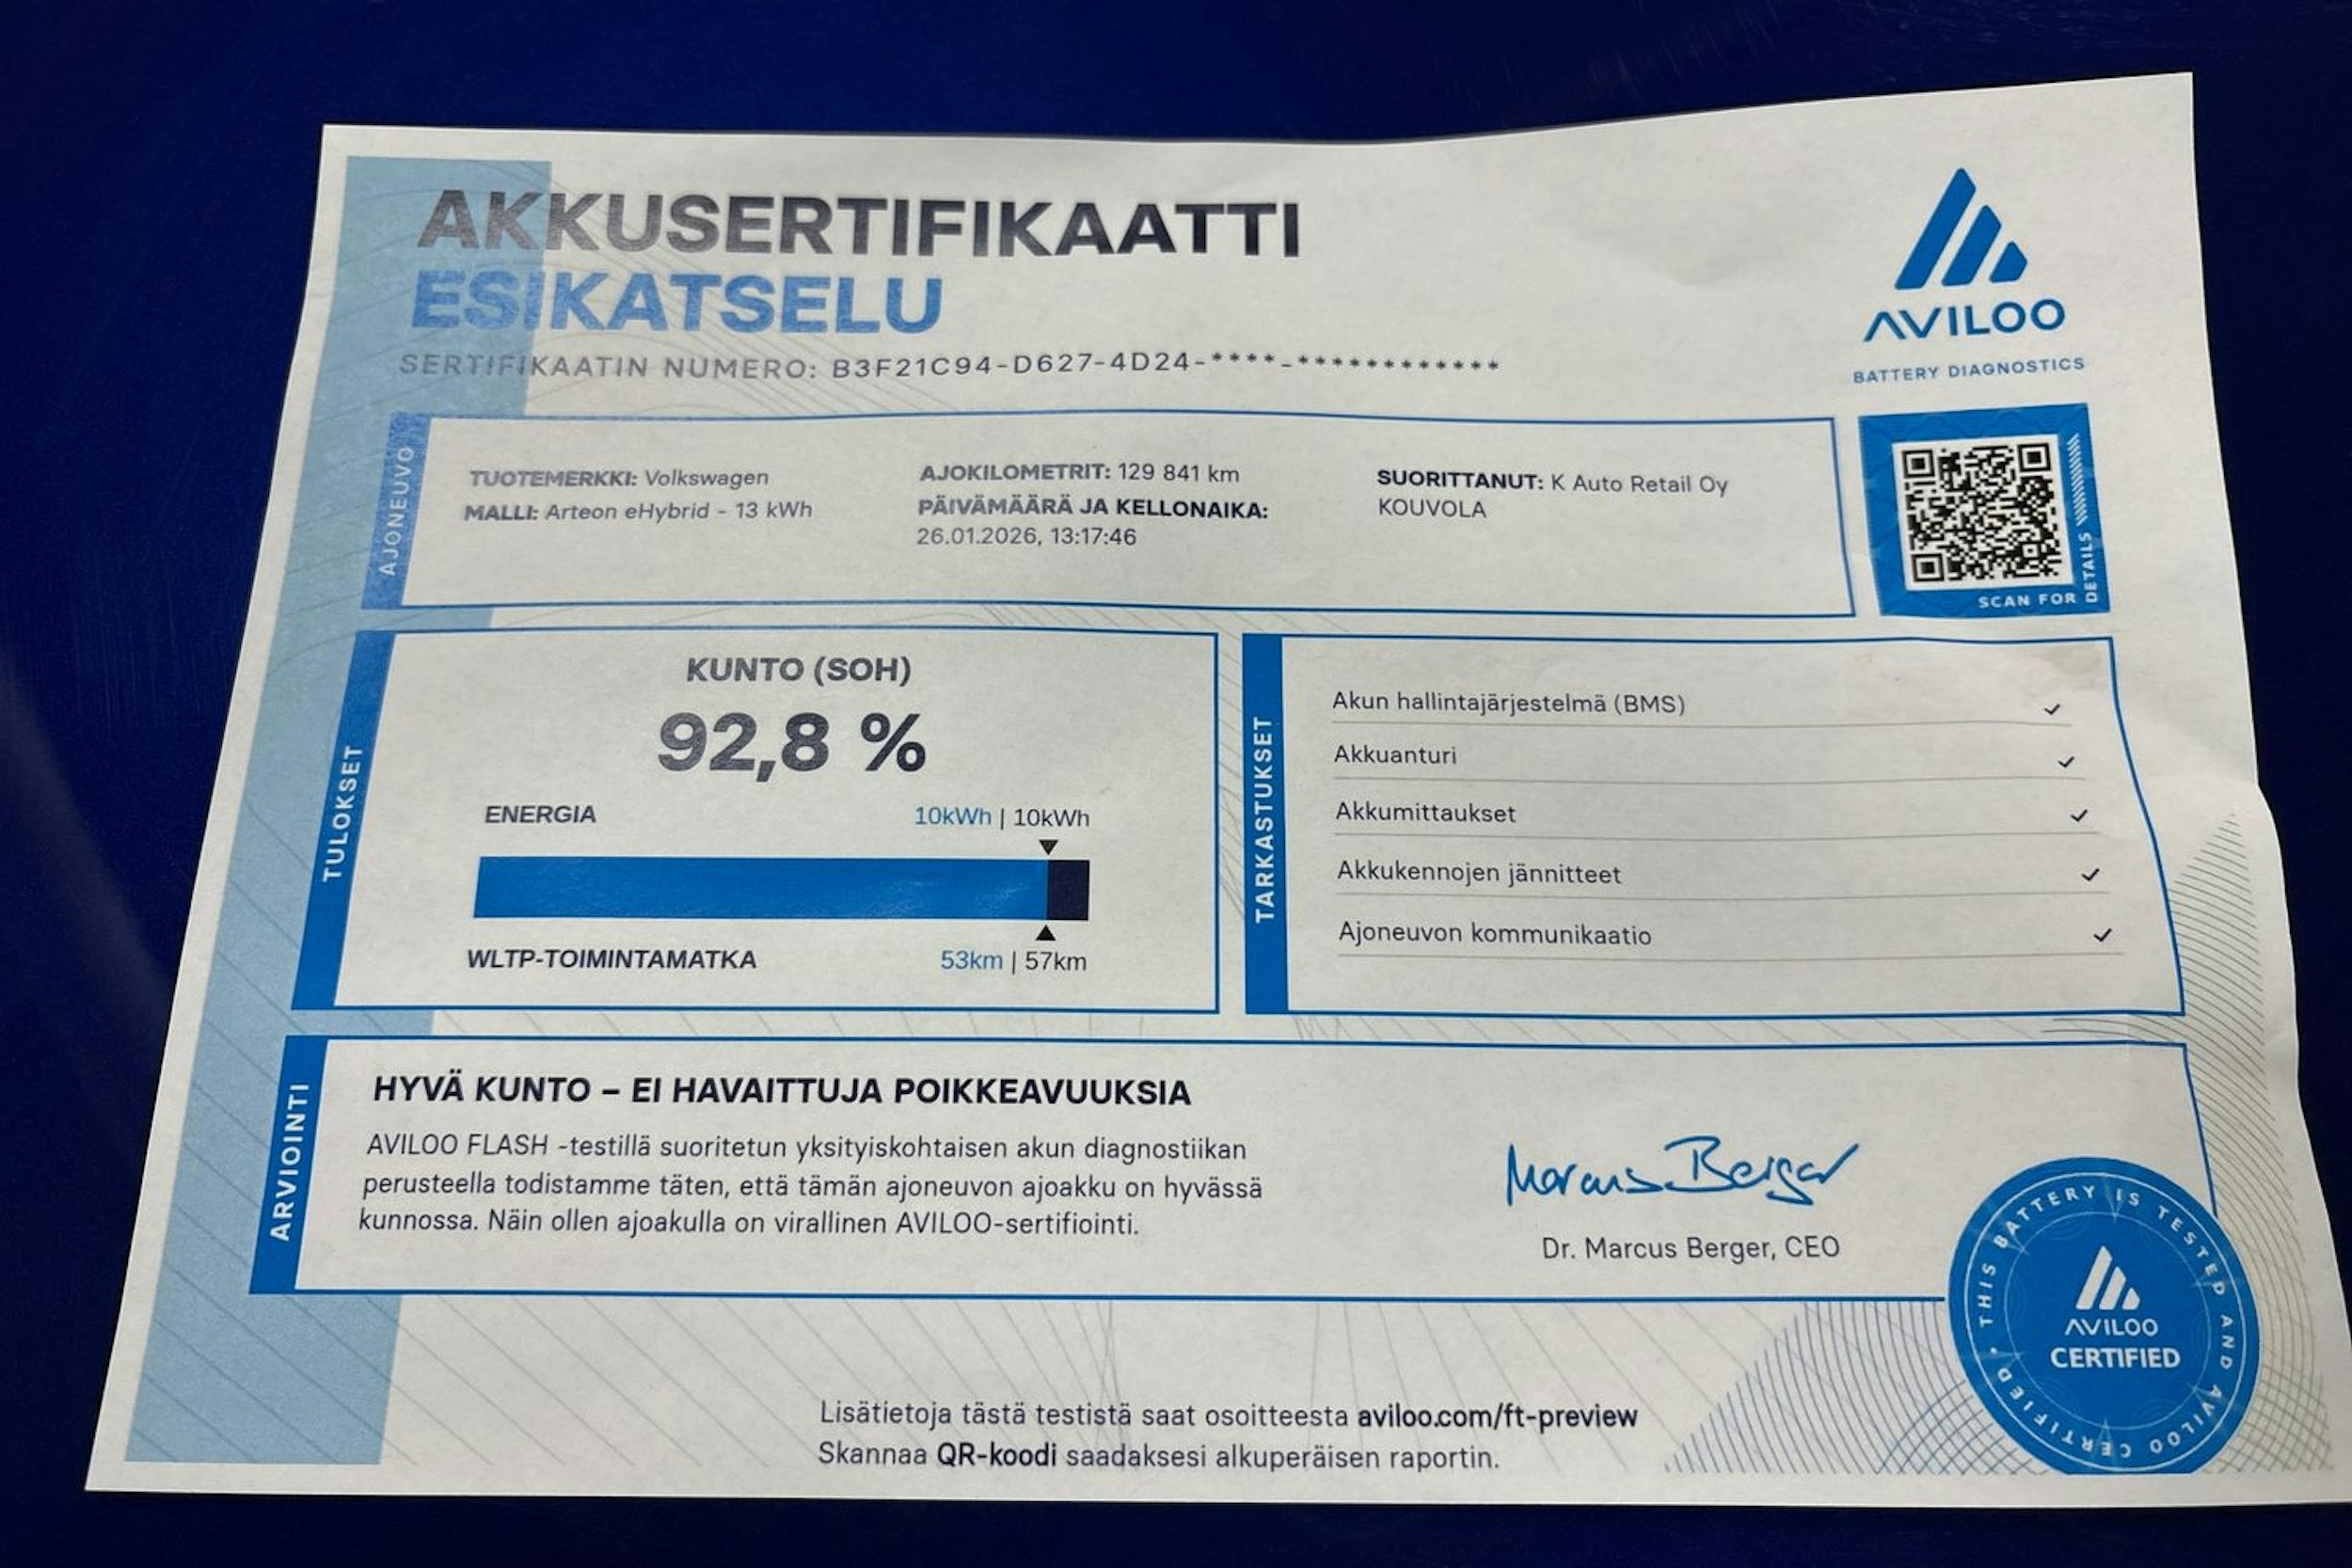 AKKUSERTIFIKAATTI
ESIKATSELU
SERTIFIKAATIN NUMERO: B3F21C94-D627-4D24-****-************
AVILOO
BATTERY DIAGNOSTICS
AJONEUVO
TUOTEMERKKI: Volkswagen
MALLI: Arteon eHybrid - 13 kWh
AJOKILOMETRIT: 129 841 km
PÄIVÄMÄÄRÄ JA KELLONAIKA:
26.01.2026, 13:17:46
SUORITTANUT: K Auto Retail Oy
KOUVOLA
SCAN FOR DETAILS
TULOKSET
KUNTO (SOH)
92,8 %
ENERGIA 10kWh | 10kWh
WLTP-TOIMINTAMATKA 53km | 57km
TARKASTUKSET
Akun hallintajärjestelmä (BMS) ✓
Akkuanturi ✓
Akkumittaukset ✓
Akkukennojen jännitteet ✓
Ajoneuvon kommunikaatio ✓
ARVIOINTI
HYVÄ KUNTO – EI HAVAITTUJA POIKKEAVUUKSIA
AVILOO FLASH -testillä suoritetun yksityiskohtaisen akun diagnostiikan
perusteella todistamme täten, että tämän ajoneuvon ajoakku on hyvässä
kunnossa. Näin ollen ajoakulla on virallinen AVILOO-sertifiointi.
Marcus Berger
Dr. Marcus Berger, CEO
THIS BATTERY IS TESTED AND AVILOO CERTIFIED •
AVILOO
CERTIFIED
Lisätietoja tästä testistä saat osoitteesta aviloo.com/ft-preview
Skannaa QR-koodi saadaksesi alkuperäisen raportin.